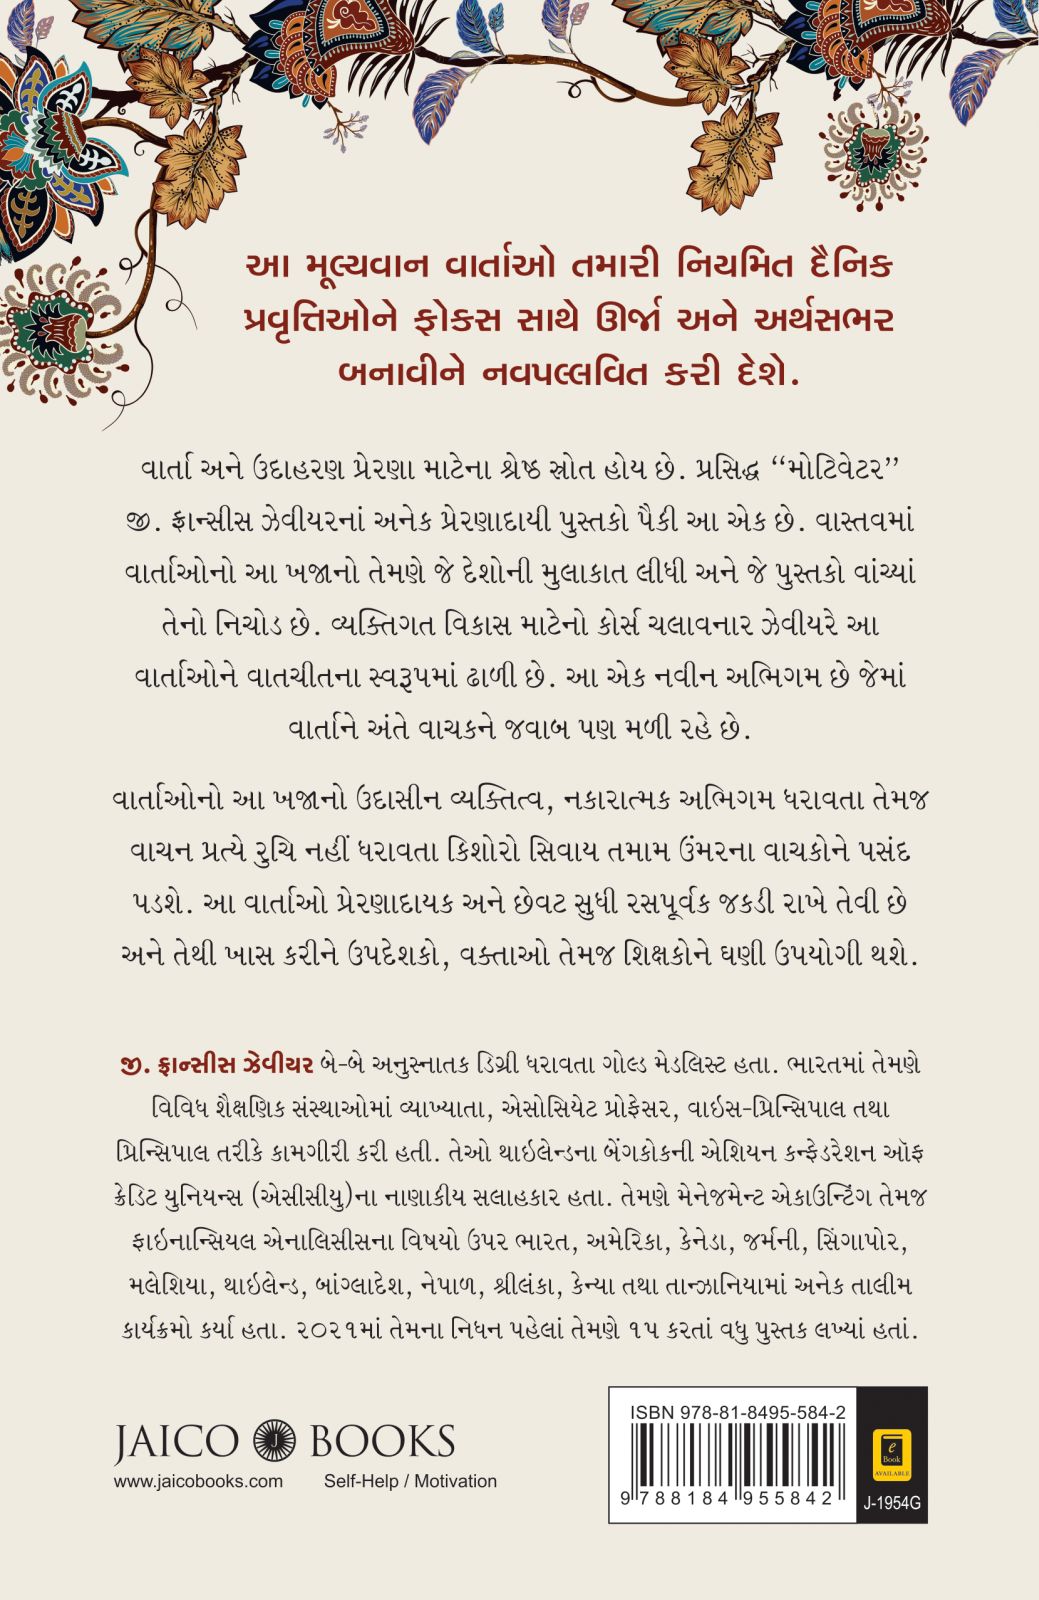 આ મૂલ્યવાન વાર્તાઓ તમારી નિયમિત દૈનિક
પ્રવૃત્તિઓને ફોકસ સાથે ઊર્જા અને અર્થસભર
બનાવીને નવપલ્લવિત કરી દેશે.
વાર્તા અને ઉદાહરણ પ્રેરણા માટેના શ્રેષ્ઠ સ્રોત હોય છે. પ્રસિદ્ધ “મોટિવેટર”
જી. ફ્રાન્સીસ ઝેવીયરનાં અનેક પ્રેરણાદાયી પુસ્તકો પૈકી આ એક છે. વાસ્તવમાં
વાર્તાઓનો આ ખજાનો તેમણે જે દેશોની મુલાકાત લીધી અને જે પુસ્તકો વાંચ્યાં
તેનો નિચોડ છે. વ્યક્તિગત વિકાસ માટેનો કોર્સ ચલાવનાર ઝેવીયરે આ
વાર્તાઓને વાતચીતના સ્વરૂપમાં ઢાળી છે. આ એક નવીન અભિગમ છે જેમાં
વાર્તાને અંતે વાચકને જવાબ પણ મળી રહે છે.
વાર્તાઓનો આ ખજાનો ઉદાસીન વ્યક્તિત્વ, નકારાત્મક અભિગમ ધરાવતા તેમજ
વાચન પ્રત્યે રુચિ નહીં ધરાવતા કિશોરો સિવાય તમામ ઉંમરના વાચકોને પસંદ
પડશે. આ વાર્તાઓ પ્રેરણાદાયક અને છેવટ સુધી રસપૂર્વક જકડી રાખે તેવી છે
અને તેથી ખાસ કરીને ઉપદેશકો, વક્તાઓ તેમજ શિક્ષકોને ઘણી ઉપયોગી થશે.
જી. ફ્રાન્સીસ ઝેવીયર બે-બે અનુસ્નાતક ડિગ્રી ધરાવતા ગોલ્ડ મેડલિસ્ટ હતા. ભારતમાં તેમણે
વિવિધ શૈક્ષણિક સંસ્થાઓમાં વ્યાખ્યાતા, એસોસિયેટ પ્રોફેસર, વાઇસ-પ્રિન્સિપાલ તથા
પ્રિન્સિપાલ તરીકે કામગીરી કરી હતી. તેઓ થાઇલેન્ડના બેંગકોકની એશિયન કન્ફેડરેશન ઑફ
ક્રેડિટ યુનિયન્સ (એસીસીયુ)ના નાણાકીય સલાહકાર હતા. તેમણે મેનેજમેન્ટ એકાઉન્ટિંગ તેમજ
ફાઇનાન્સિયલ એનાલિસીસના વિષયો ઉપર ભારત, અમેરિકા, કેનેડા, જર્મની, સિંગાપોર,
મલેશિયા, થાઇલેન્ડ, બાંગ્લાદેશ, નેપાળ, શ્રીલંકા, કેન્યા તથા તાન્ઝાનિયામાં અનેક તાલીમ
કાર્યક્રમો કર્યા હતા. ૨૦૨૧માં તેમના નિધન પહેલાં તેમણે ૧૫ કરતાં વધુ પુસ્તક લખ્યાં હતાં.
JAICO J BOOKS
www.jaicobooks.com Self-Help / Motivation
ISBN 978-81-8495-584-2
9 788184 955842
e
Book
AVAILABLE
J-1954G